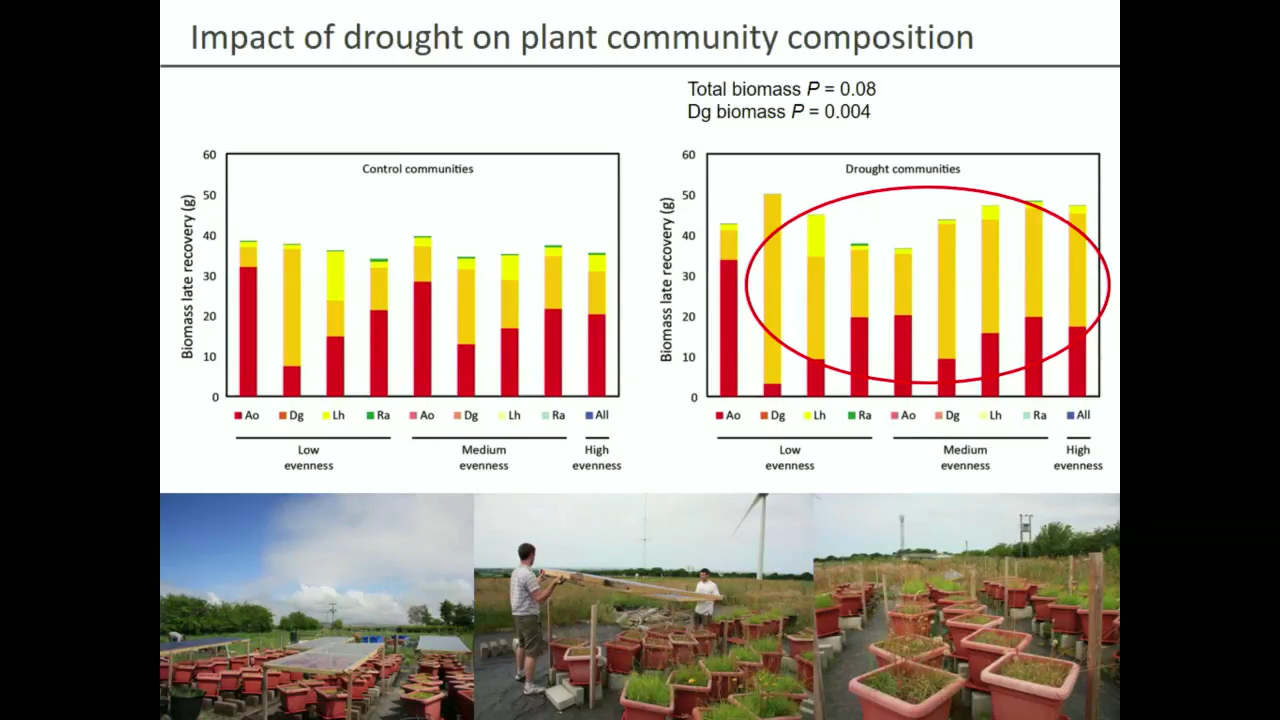 Impact of drought on plant community composition
Total biomass P = 0.08
Dg biomass P = 0.004
Control communities
Biomass late recovery (g)
60
50
40
30
20
10
0
Ao Dg Lh Ra Ao Dg Lh Ra All
Low evenness
Medium evenness
High evenness
Drought communities
Biomass late recovery (g)
60
50
40
30
20
10
0
Ao Dg Lh Ra Ao Dg Lh Ra All
Low evenness
Medium evenness
High evenness